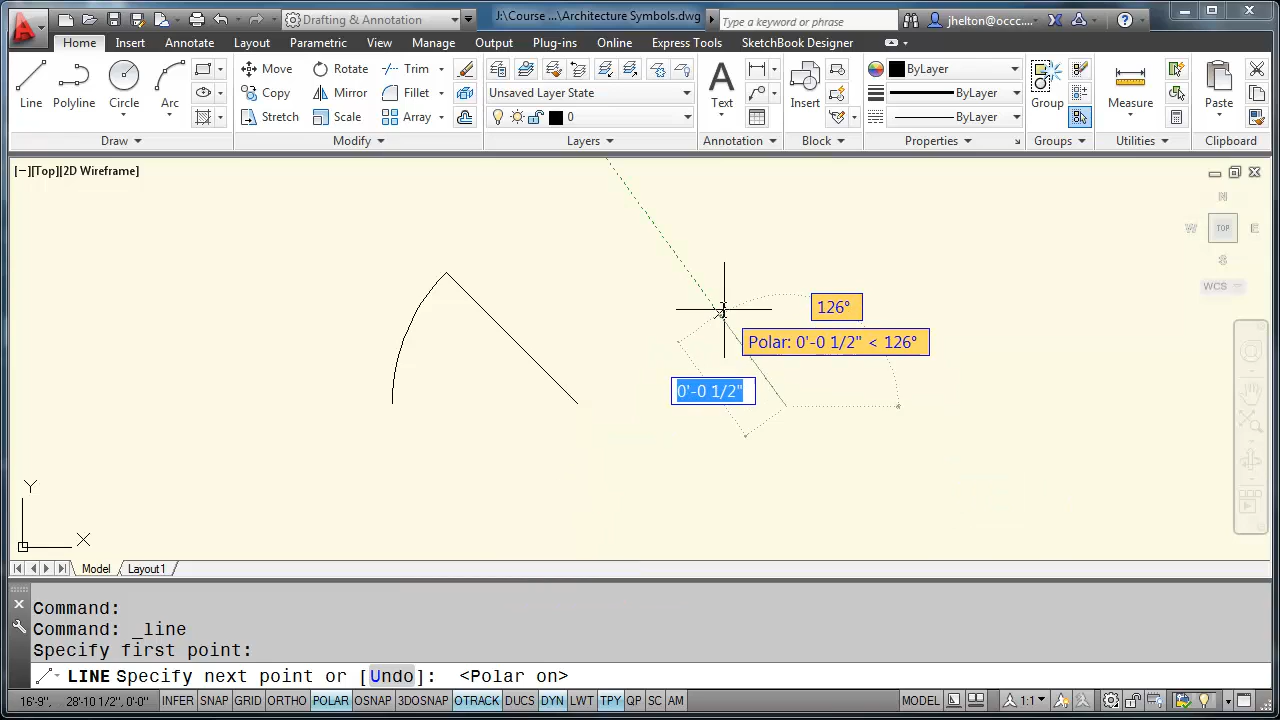 Drafting & Annotation
J:\Course ...\Architecture Symbols.dwg
Type a keyword or phrase
jhelton@occc....
Home Insert Annotate Layout Parametric View Manage Output Plug-ins Online Express Tools SketchBook Designer
Line Polyline Circle Arc
Move Rotate Trim
Copy Mirror Fillet
Stretch Scale Array
Unsaved Layer State
0
Text
Insert
ByLayer
ByLayer
ByLayer
Group
Measure
Paste
Draw Modify Layers Annotation Block Properties Groups Utilities Clipboard
[−][Top][2D Wireframe]
N
W TOP E
S
WCS
126°
Polar: 0'-0 1/2" < 126°
0'-0 1/2"
Y
X
Model Layout1
Command:
Command: _line
Specify first point:
LINE Specify next point or [Undo]: <Polar on>
16'-9", 28'-10 1/2", 0'-0" INFER SNAP GRID ORTHO POLAR OSNAP 3DOSNAP OTRACK DUCS DYN LWT TPY QP SC AM MODEL 1:1